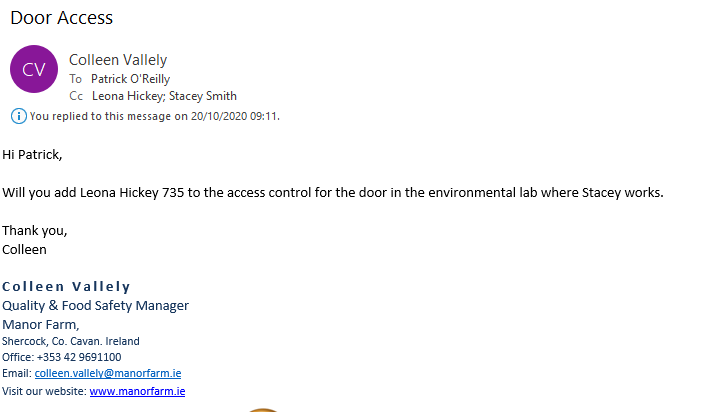 Door Access
CV
Colleen Vallely
To Patrick O'Reilly
Cc Leona Hickey; Stacey Smith
You replied to this message on 20/10/2020 09:11.
Hi Patrick,
Will you add Leona Hickey 735 to the access control for the door in the environmental lab where Stacey works.
Thank you,
Colleen
Colleen Vallely
Quality & Food Safety Manager
Manor Farm,
Shercock, Co. Cavan. Ireland
Office: +353 42 9691100
Email: colleen.vallely@manorfarm.ie
Visit our website: www.manorfarm.ie